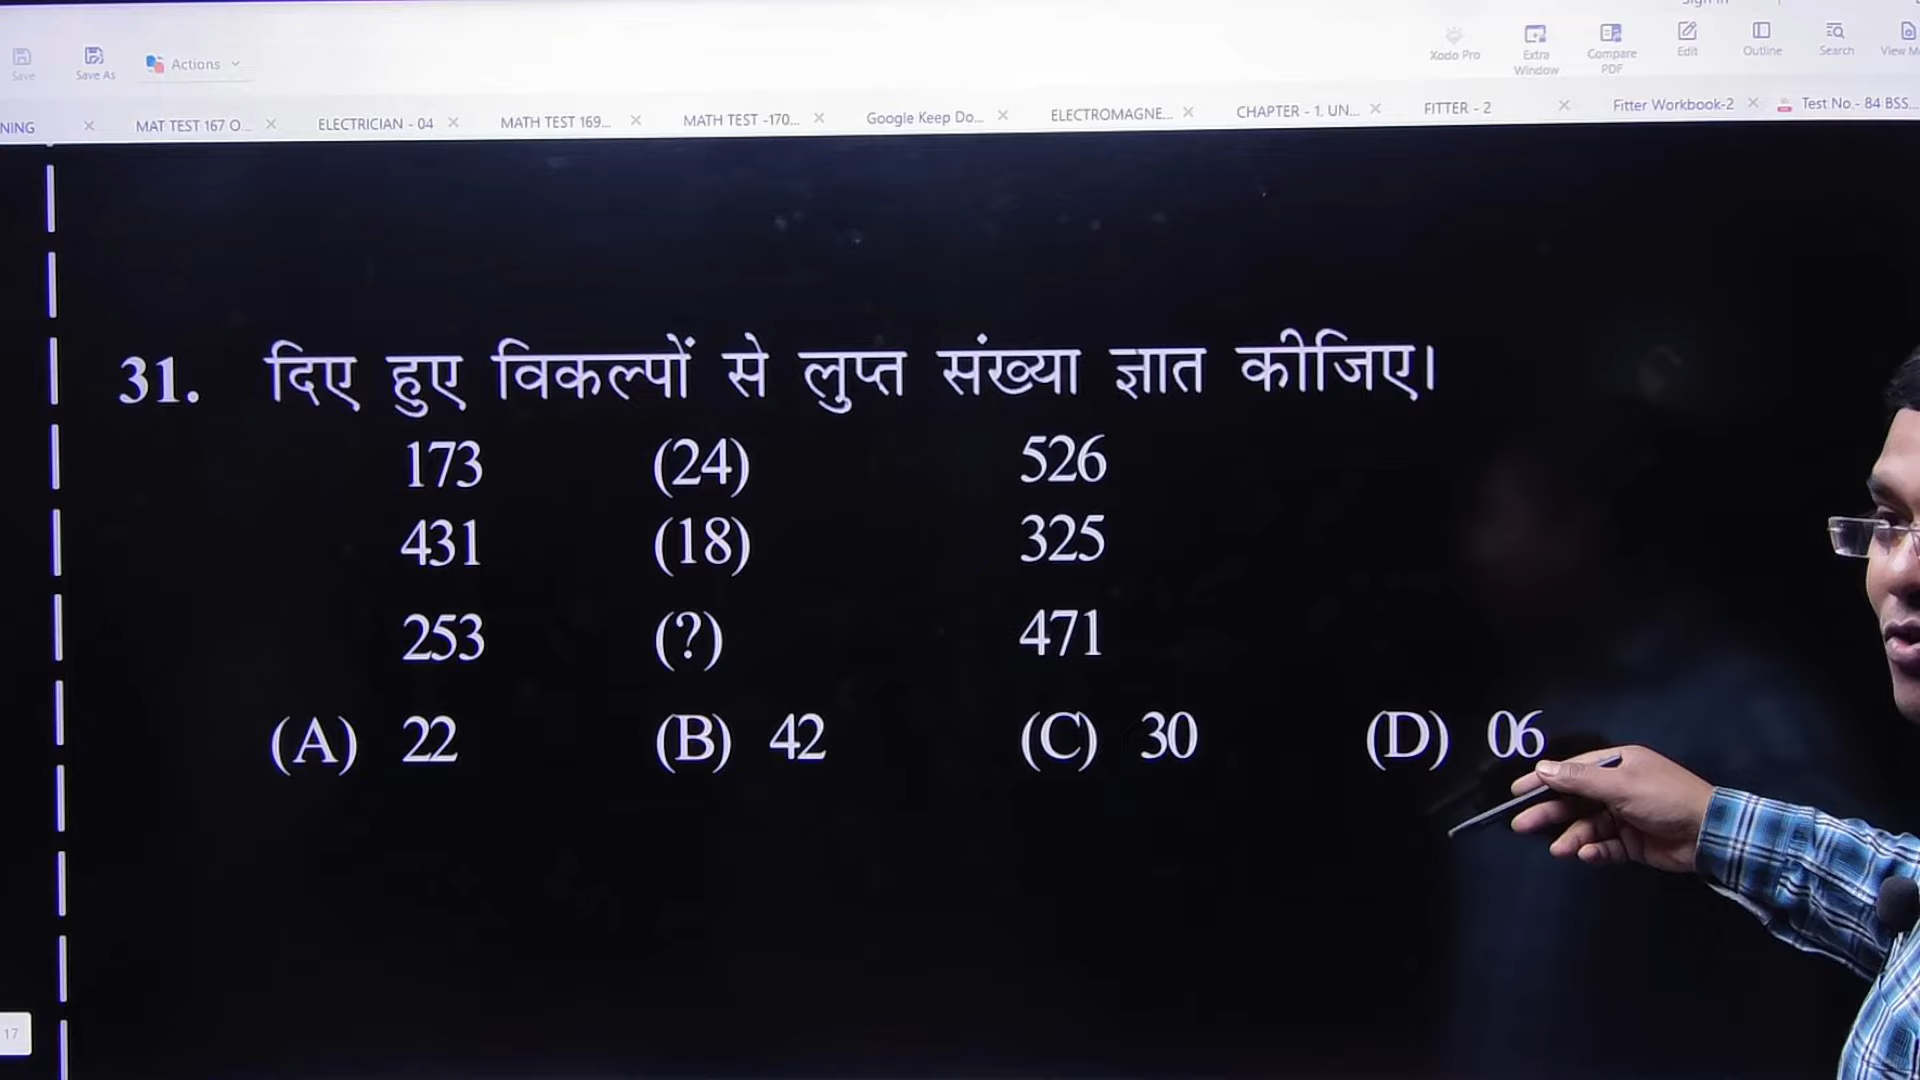 Sign in
Save
Save As
Actions
Xodo Pro
Extra Window
Compare PDF
Edit
Outline
Search
NING
MAT TEST 167 O...
ELECTRICIAN - 04
MATH TEST 169...
MATH TEST -170...
Google Keep Do...
ELECTROMAGNE...
CHAPTER - 1. UN...
FITTER - 2
Fitter Workbook-2
Test No.- 84 BSS...
31. दिए हुए विकल्पों से लुप्त संख्या ज्ञात कीजिए।
173 (24) 526
431 (18) 325
253 (?) 471
(A) 22 (B) 42 (C) 30 (D) 06
17